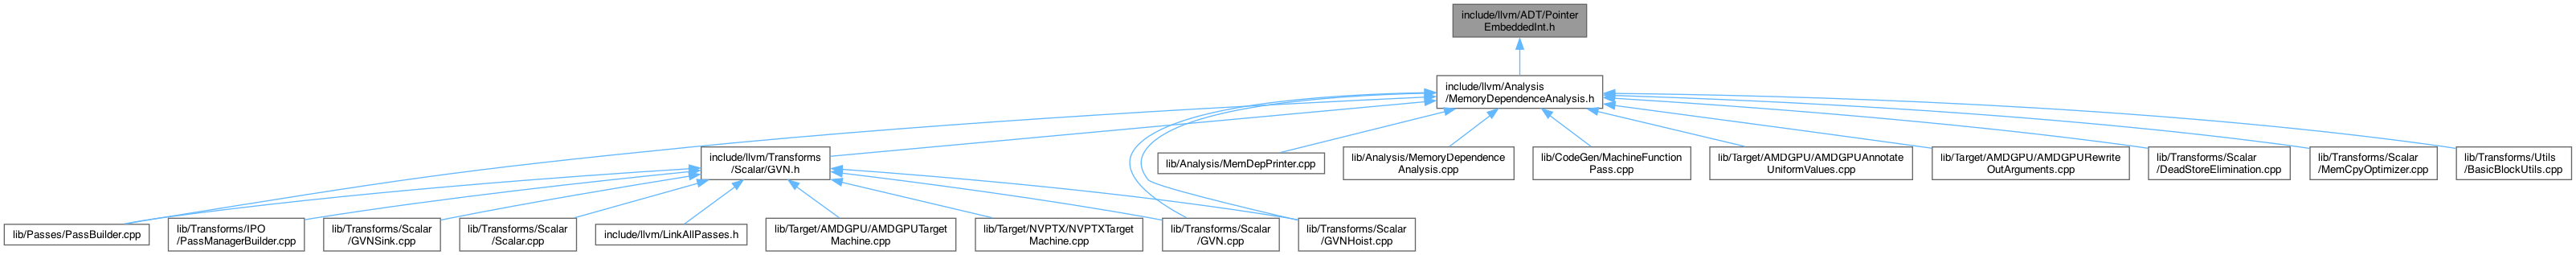 include/llvm/ADT/Pointer
EmbeddedInt.h
include/llvm/Analysis
/MemoryDependenceAnalysis.h
include/llvm/Transforms
/Scalar/GVN.h
lib/Analysis/MemDepPrinter.cpp
lib/Analysis/MemoryDependence
Analysis.cpp
lib/CodeGen/MachineFunction
Pass.cpp
lib/Target/AMDGPU/AMDGPUAnnotate
UniformValues.cpp
lib/Target/AMDGPU/AMDGPURewrite
OutArguments.cpp
lib/Transforms/Scalar
/DeadStoreElimination.cpp
lib/Transforms/Scalar
/MemCpyOptimizer.cpp
lib/Transforms/Utils
/BasicBlockUtils.cpp
lib/Passes/PassBuilder.cpp
lib/Transforms/IPO
/PassManagerBuilder.cpp
lib/Transforms/Scalar
/GVNSink.cpp
lib/Transforms/Scalar
/Scalar.cpp
include/llvm/LinkAllPasses.h
lib/Target/AMDGPU/AMDGPUTarget
Machine.cpp
lib/Target/NVPTX/NVPTXTarget
Machine.cpp
lib/Transforms/Scalar
/GVN.cpp
lib/Transforms/Scalar
/GVNHoist.cpp